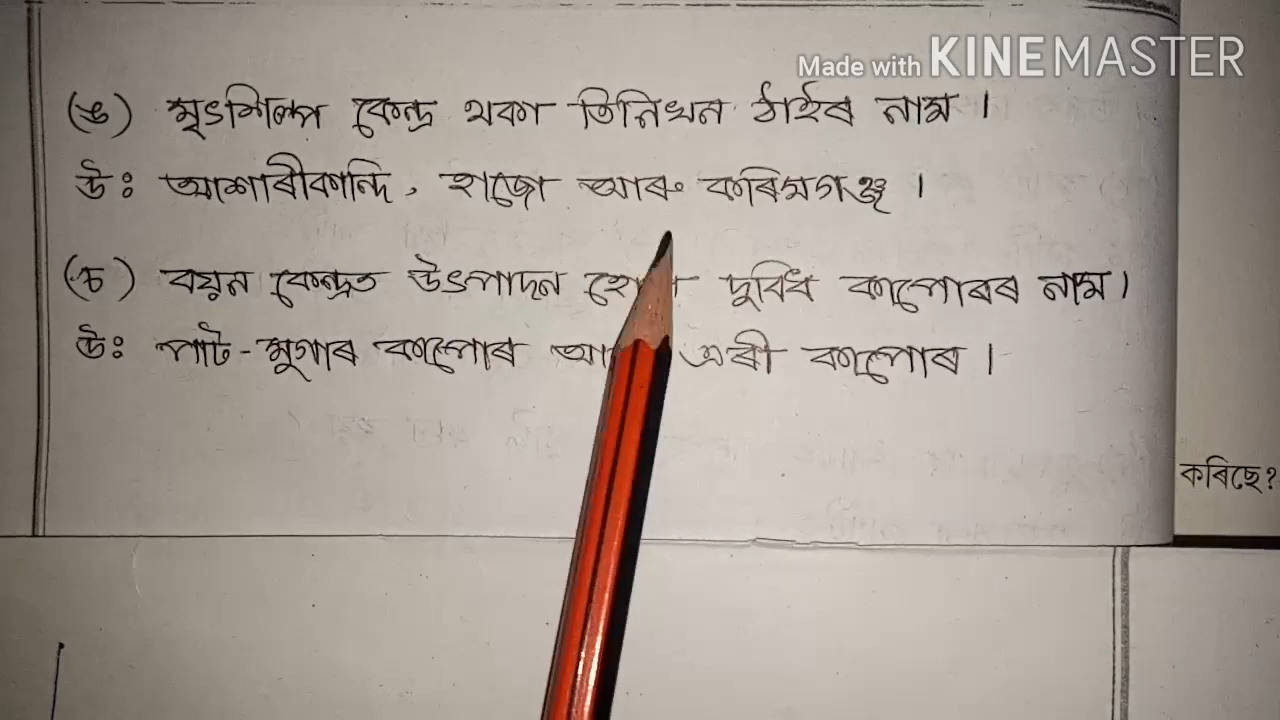 Made with KINEMASTER
(ঙ) মৃৎশিল্প কেন্দ্ৰ থকা তিনিখন ঠাইৰ নাম ।
উঃ আশাৰীকান্দি , হাজো আৰু কৰিমগঞ্জ ।
(চ) বয়ন কেন্দ্ৰত উৎপাদন দুবিধ কাপোৰৰ নাম ।
উঃ পাট - মুগাৰ কাপোৰ এৰী কাপোৰ ।
কৰিছে?